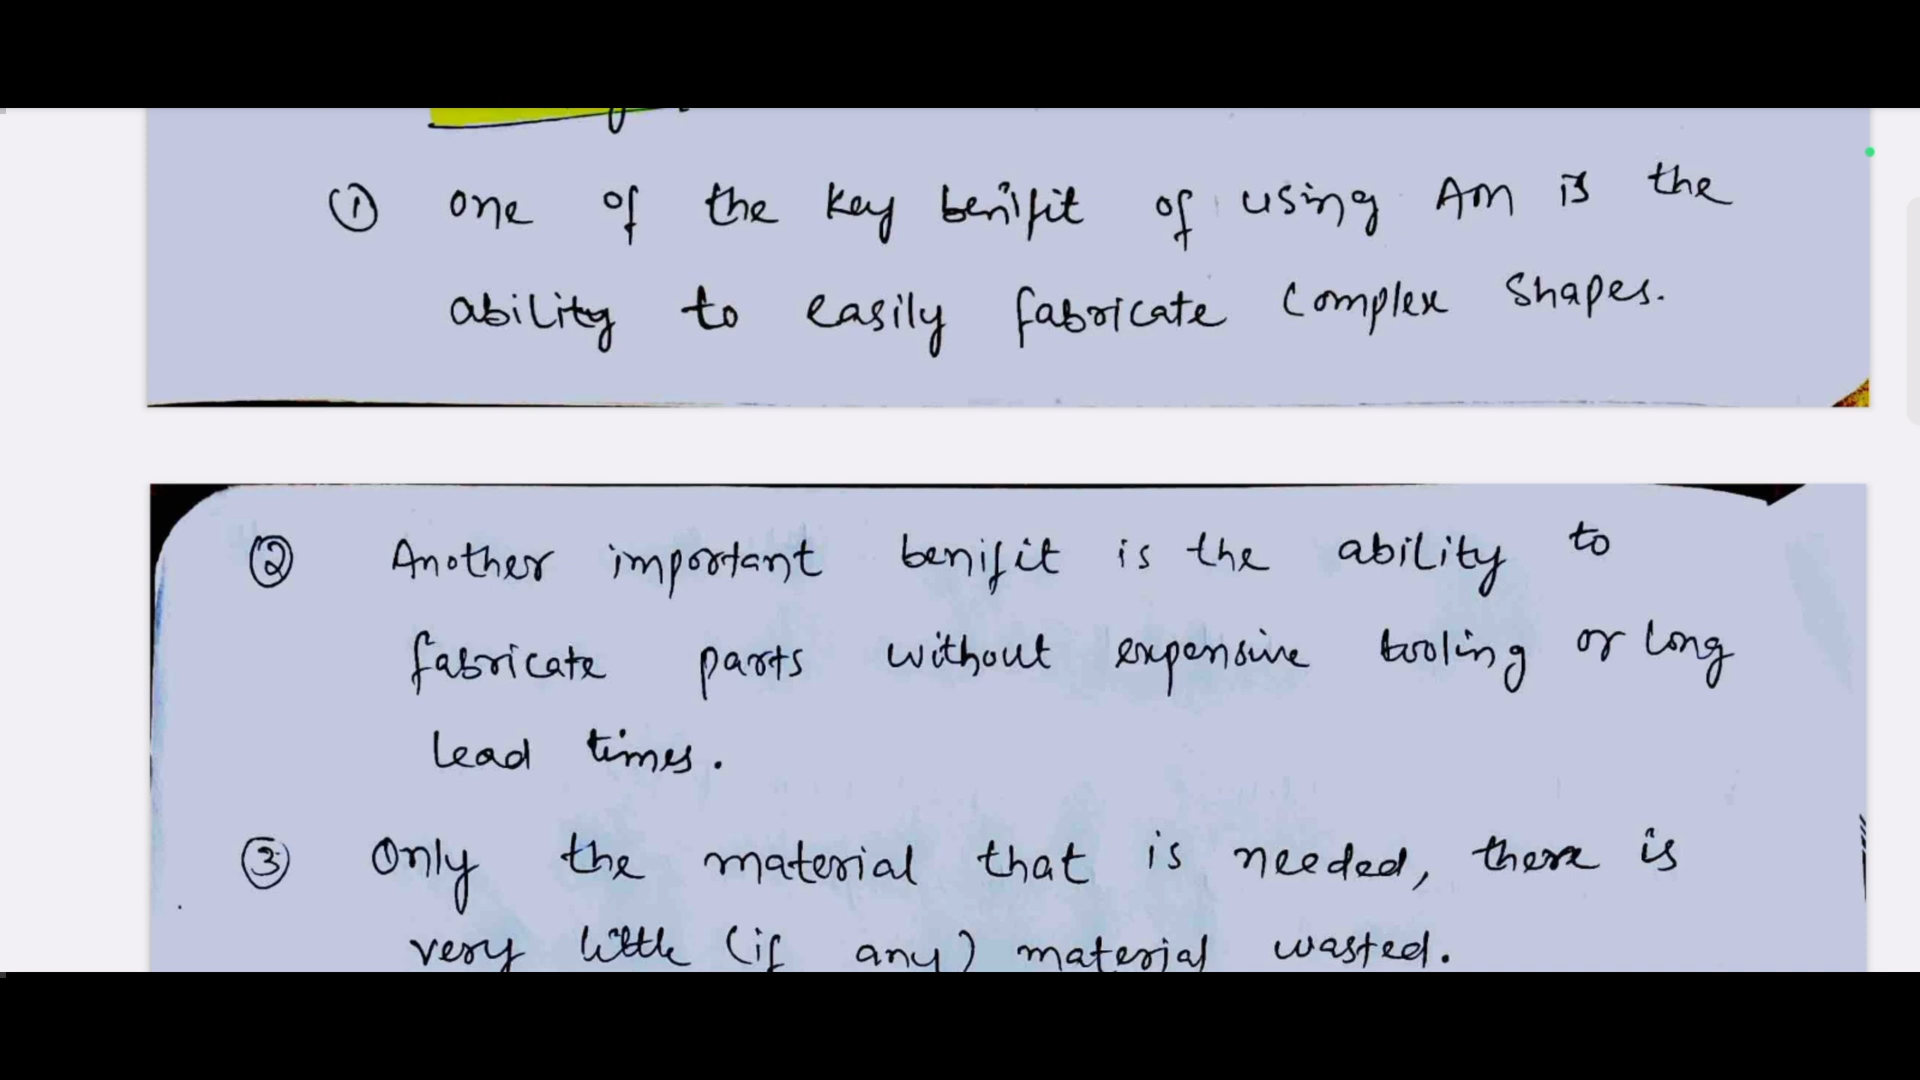 ① one of the key benifit of using AM is the
ability to easily fabricate complex shapes.
② Another important benifit is the ability to
fabricate parts without expensive tooling or long
lead times.
③ Only the material that is needed, there is
very little (if any) material wasted.